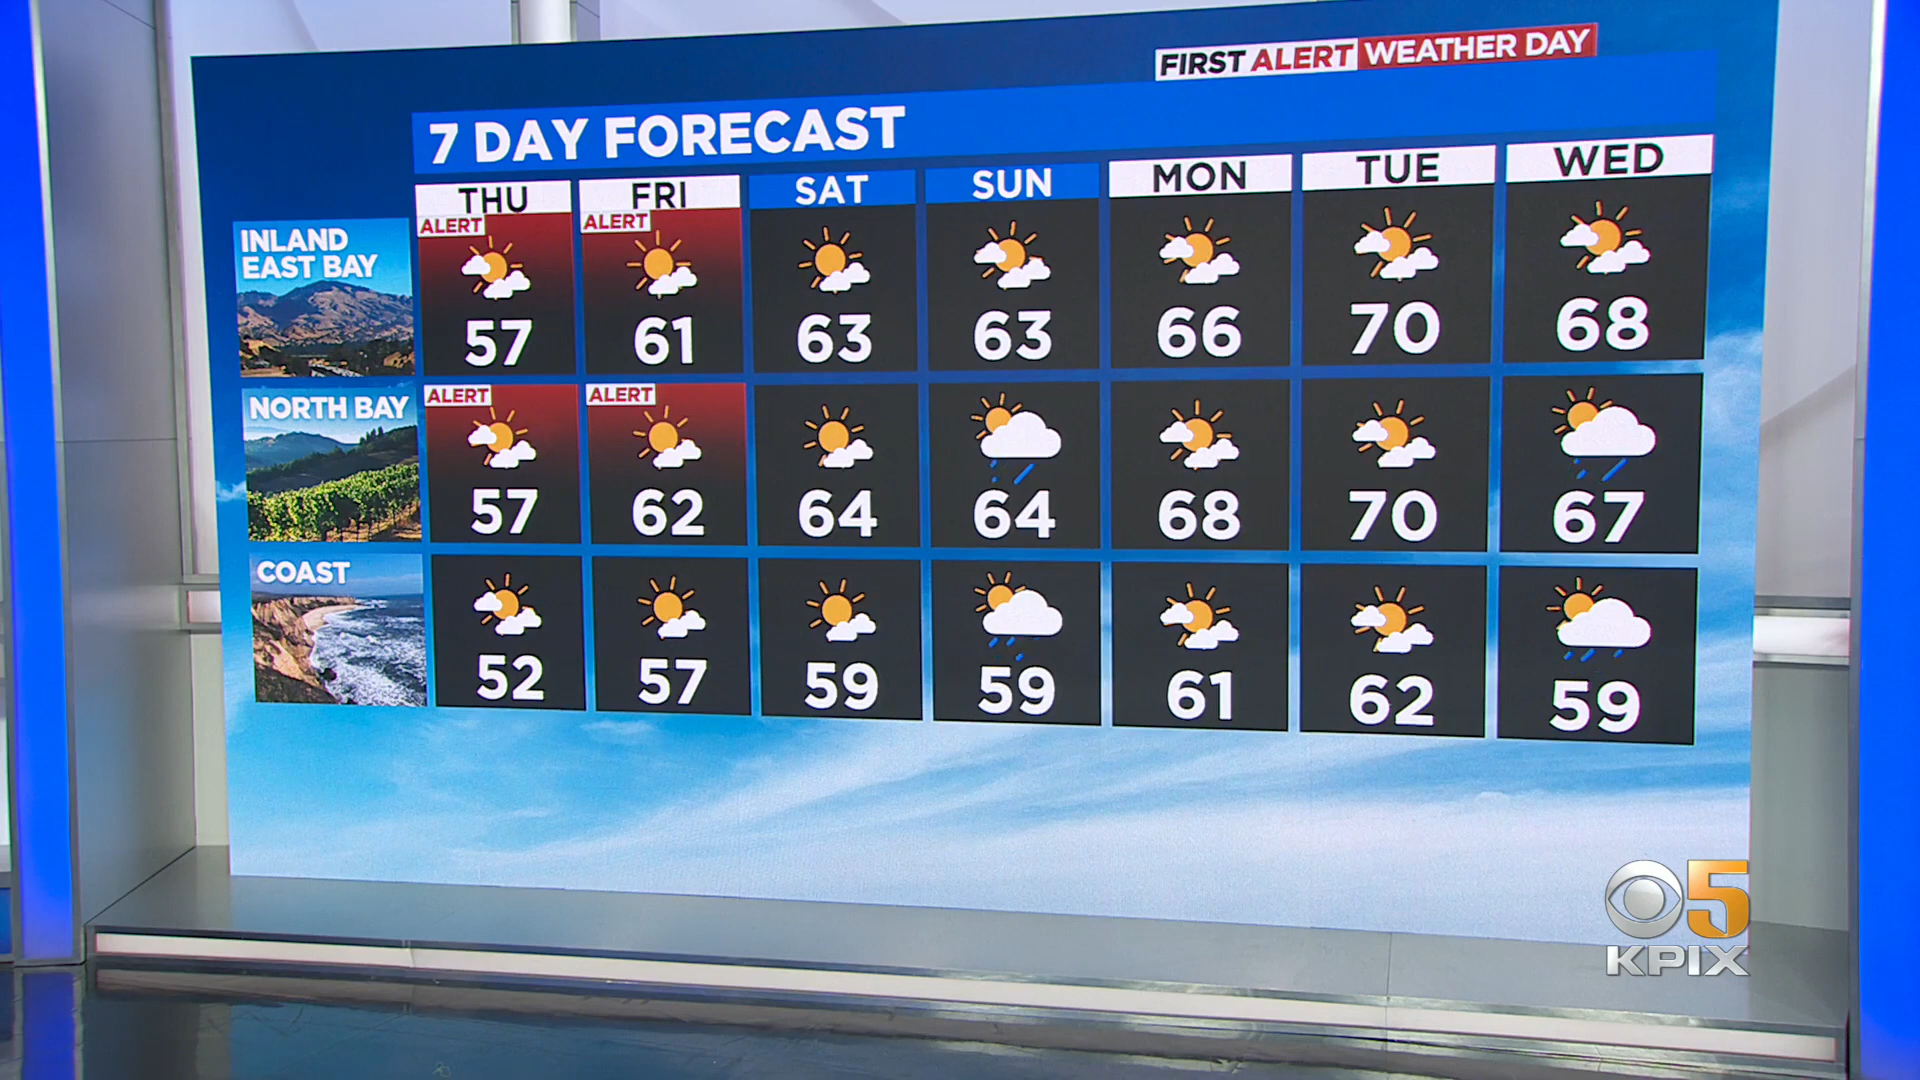 FIRST ALERT WEATHER DAY
7 DAY FORECAST
THU FRI SAT SUN MON TUE WED
INLAND
EAST BAY
ALERT ALERT
57 61 63 63 66 70 68
NORTH BAY
ALERT ALERT
57 62 64 64 68 70 67
COAST
52 57 59 59 61 62 59
5
KPIX